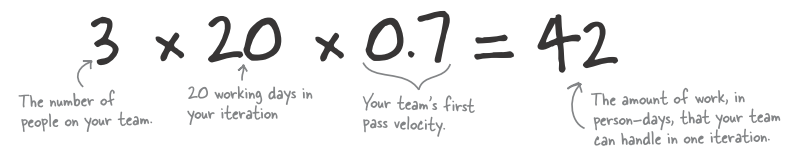 3 x 20 x 0.7 = 42
The number of
people on your team.
20 working days in
your iteration
Your team's first
pass velocity.
The amount of work, in
person-days, that your team
can handle in one iteration.